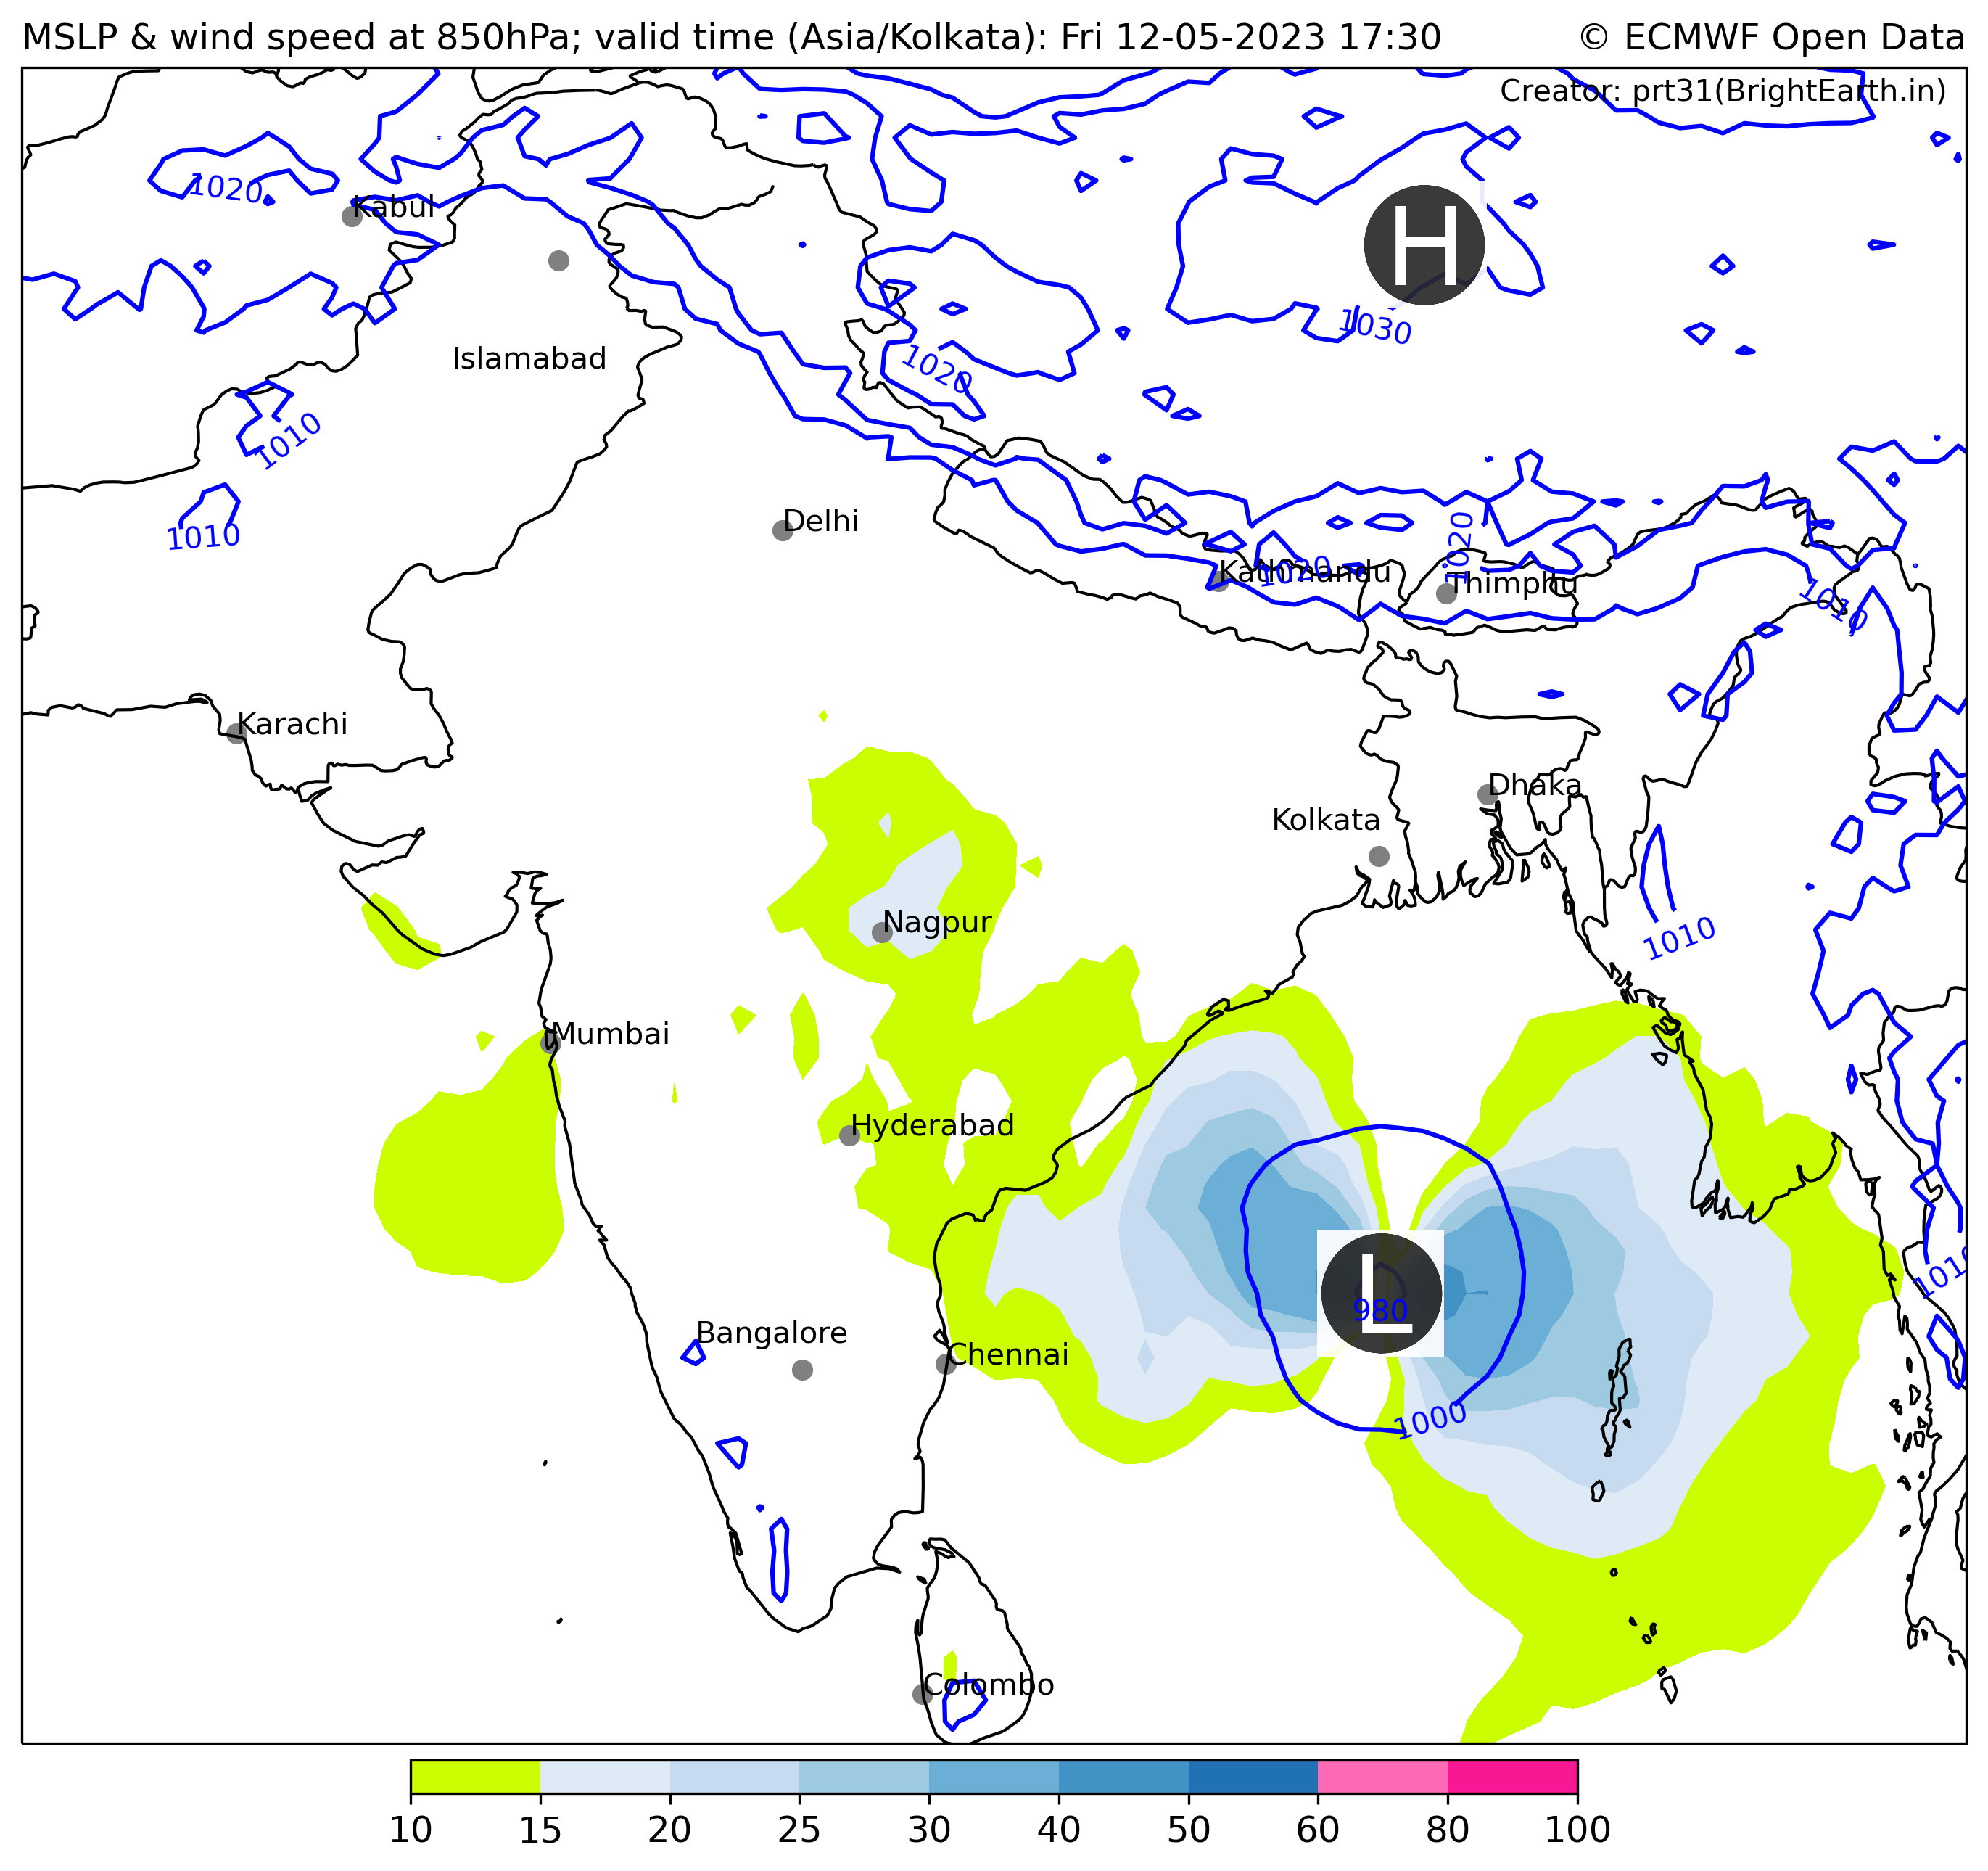 MSLP & wind speed at 850hPa; valid time (Asia/Kolkata): Fri 12-05-2023 17:30 © ECMWF Open Data
Creator: prt31(BrightEarth.in)
1020
Kabul
H
1030
Islamabad
1020
1010
1010
Delhi
1020
Kathmandu
1020
Thimphu
1010
Karachi
Dhaka
Kolkata
Nagpur
1010
Mumbai
Hyderabad
1010
L
980
Bangalore
Chennai
1000
Colombo
10 15 20 25 30 40 50 60 80 100